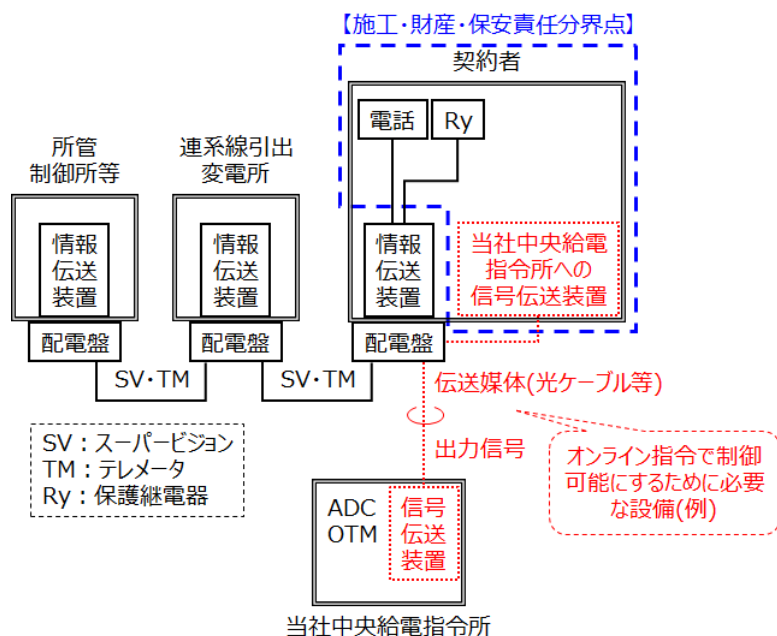 【施工・財産・保安責任分界点】
契約者
電話
Ry
所管
制御所等
連系線引出
変電所
情報
伝送
装置
情報
伝送
装置
情報
伝送
装置
当社中央給電
指令所への
信号伝送装置
配電盤
配電盤
配電盤
SV・TM
SV・TM
伝送媒体(光ケーブル等)
出力信号
SV：スーパービジョン
TM：テレメータ
Ry：保護継電器
オンライン指令で制御
可能にするために必要
な設備(例)
ADC
OTM
信号
伝送
装置
当社中央給電指令所